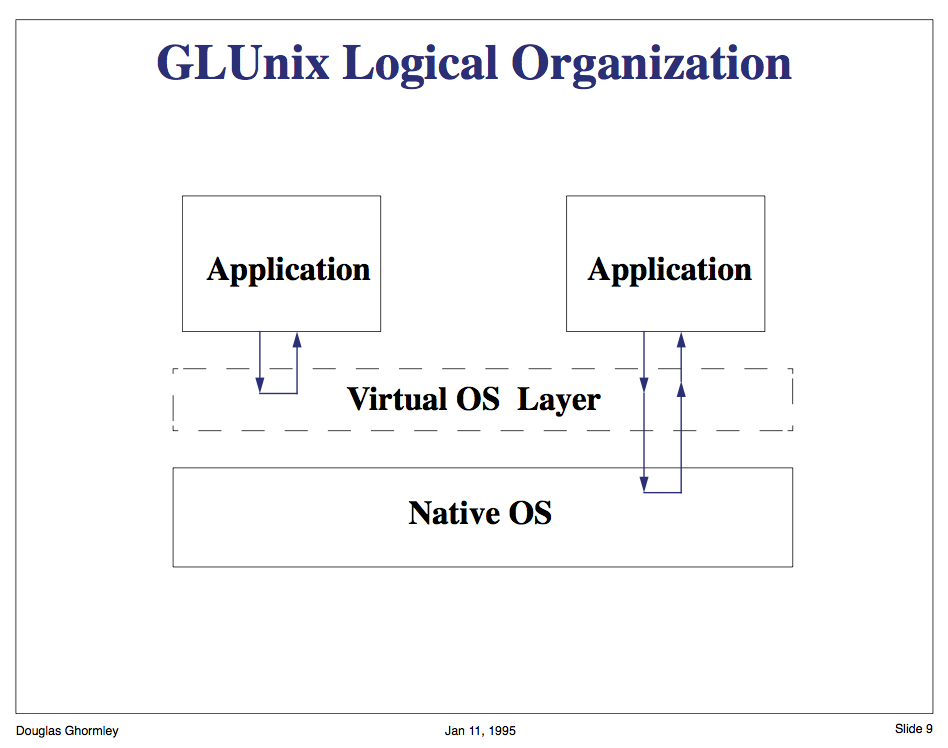 GLUnix Logical Organization
Application
Application
Virtual OS Layer
Native OS
Douglas Ghormley
Jan 11, 1995
Slide 9